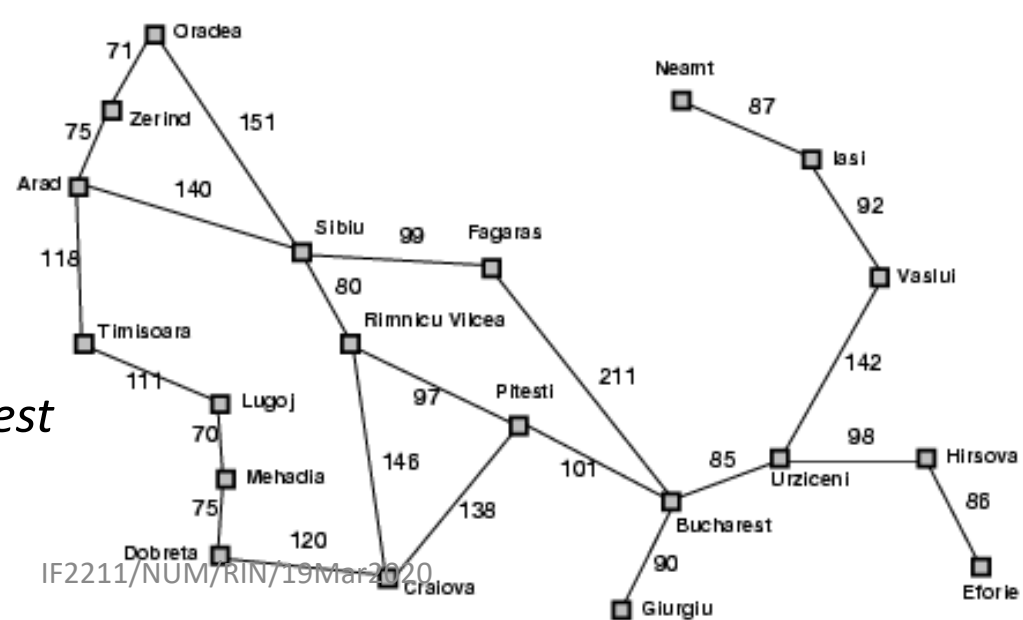 Oradea
71
Neamt
87
Zerind
75
151
Iasi
Arad
140
92
Sibiu
99
Fagaras
118
80
Vaslui
Timisoara
Rimnicu Vilcea
142
111
97
Pitesti
211
Lugoj
est
70
98
146
85
Hirsova
101
Mehadia
Urziceni
75
138
86
Bucharest
Dobreta
120
90
IF2211/NUM/RIN/19Mar2020
Craiova
Eforie
Giurgiu